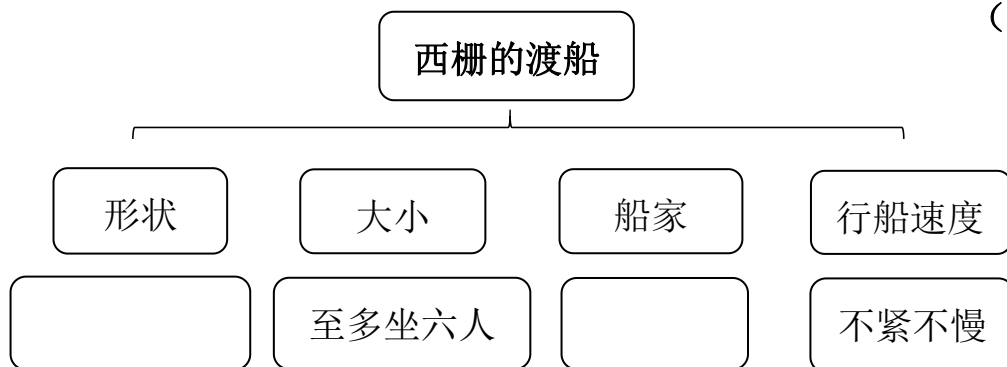 （
西栅的渡船
形状 大小 船家 行船速度
至多坐六人 不紧不慢